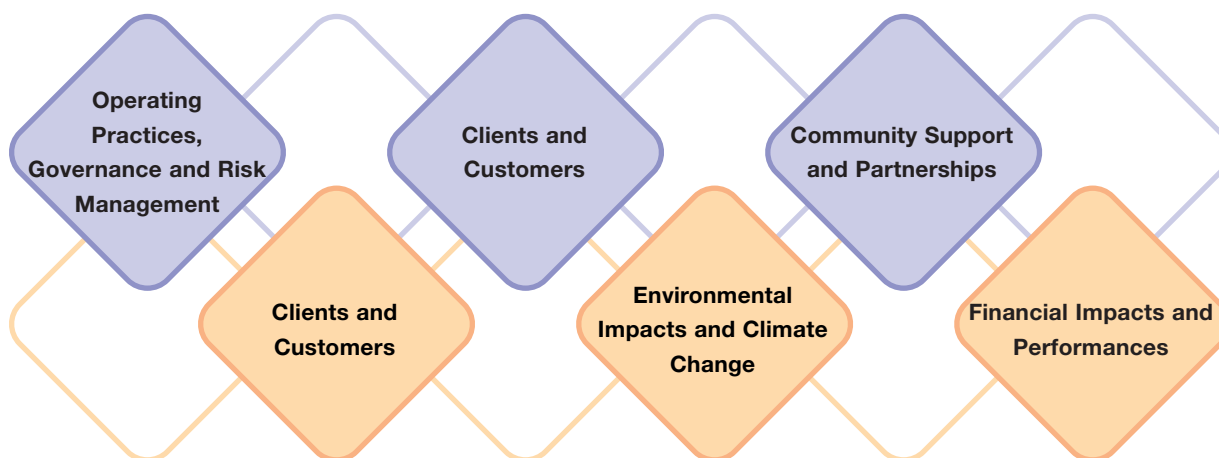 Operating
Practices,
Governance and Risk
Management
Clients and
Customers
Community Support
and Partnerships
Clients and
Customers
Environmental
Impacts and Climate
Change
Financial Impacts and
Performances